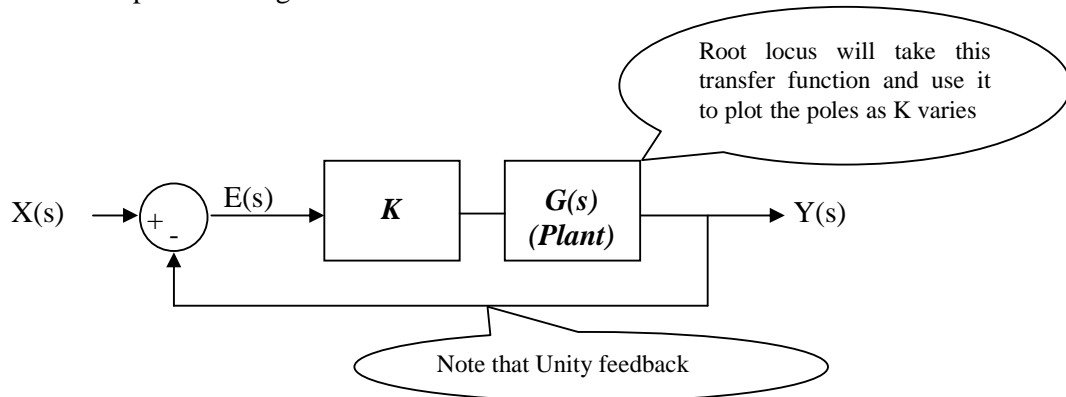 Root locus will take this
transfer function and use it
to plot the poles as K varies
X(s)
+
-
E(s)
K
G(s)
(Plant)
Y(s)
Note that Unity feedback